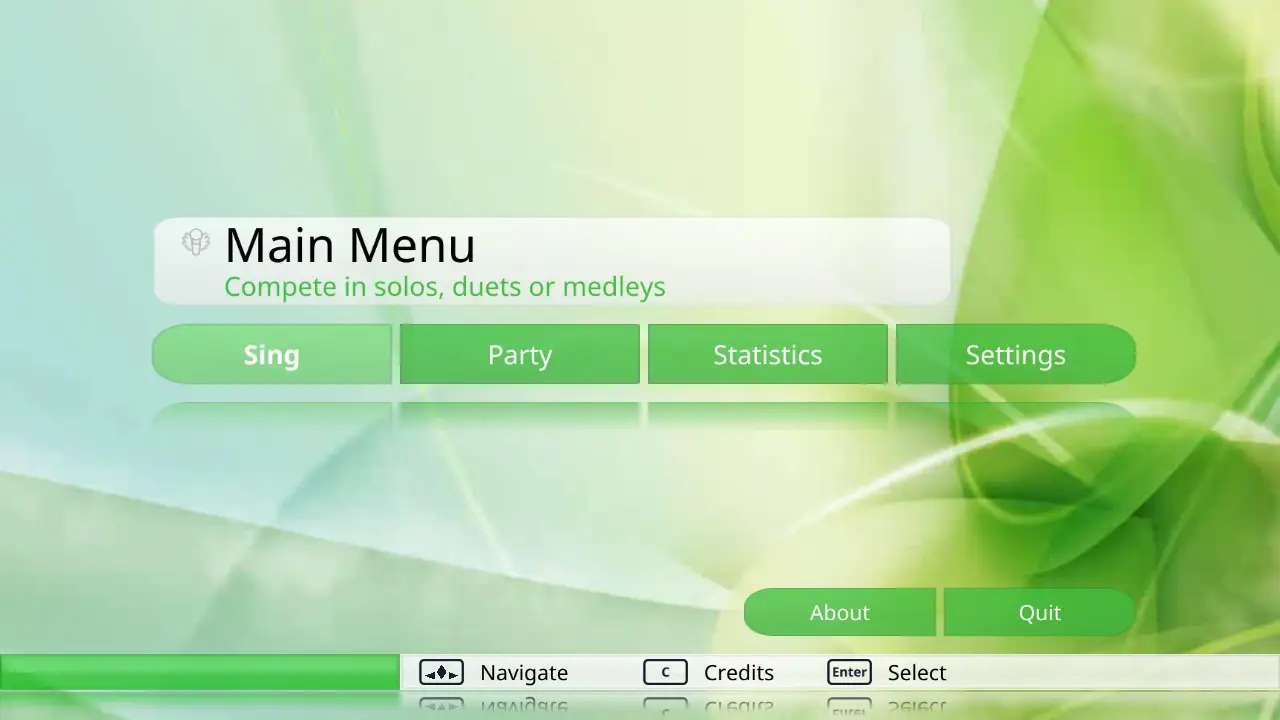 Main Menu
Compete in solos, duets or medleys
Sing Party Statistics Settings
About Quit
Navigate C Credits Enter Select